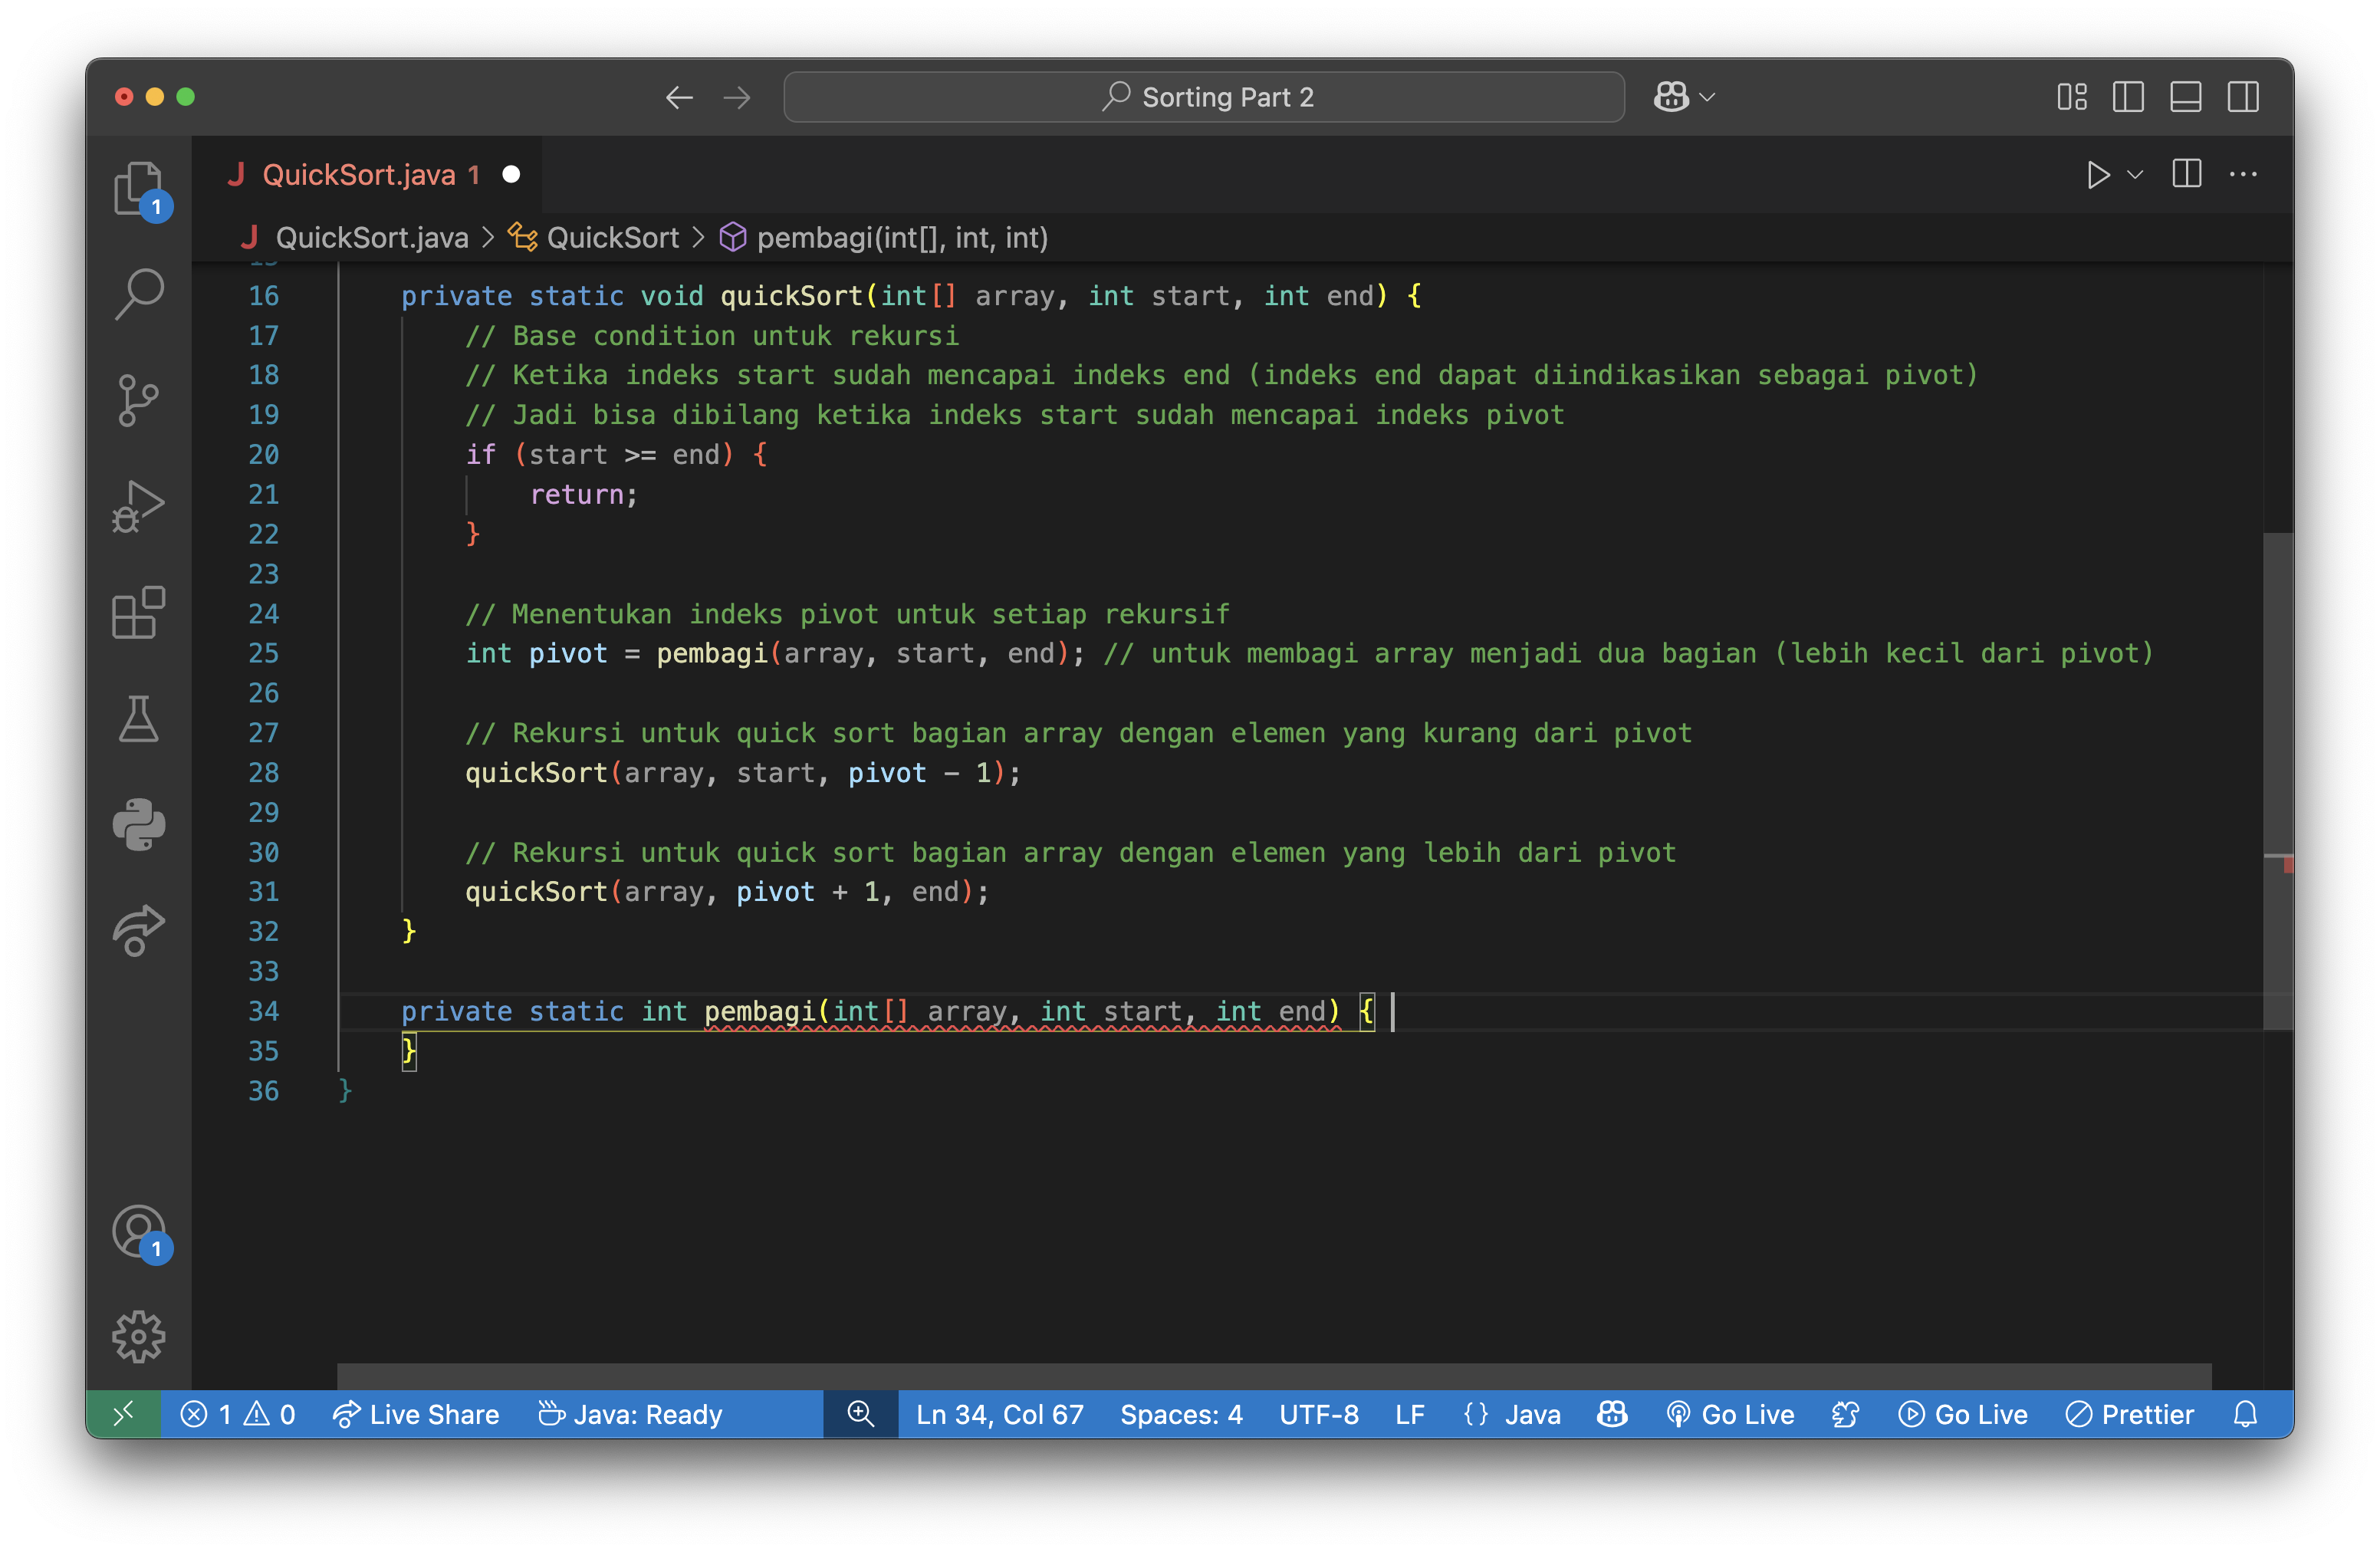 Sorting Part 2
QuickSort.java 1
QuickSort.java > QuickSort > pembagi(int[], int, int)
1
16 private static void quickSort(int[] array, int start, int end) {
17 // Base condition untuk rekursi
18 // Ketika indeks start sudah mencapai indeks end (indeks end dapat diindikasikan sebagai pivot)
19 // Jadi bisa dibilang ketika indeks start sudah mencapai indeks pivot
20 if (start >= end) {
21 return;
22 }
23
24 // Menentukan indeks pivot untuk setiap rekursif
25 int pivot = pembagi(array, start, end); // untuk membagi array menjadi dua bagian (lebih kecil dari pivot)
26
27 // Rekursi untuk quick sort bagian array dengan elemen yang kurang dari pivot
28 quickSort(array, start, pivot - 1);
29
30 // Rekursi untuk quick sort bagian array dengan elemen yang lebih dari pivot
31 quickSort(array, pivot + 1, end);
32 }
33
34 private static int pembagi(int[] array, int start, int end) {
35 }
36 }
1
1 0 Live Share Java: Ready Ln 34, Col 67 Spaces: 4 UTF-8 LF {} Java Go Live Go Live Prettier